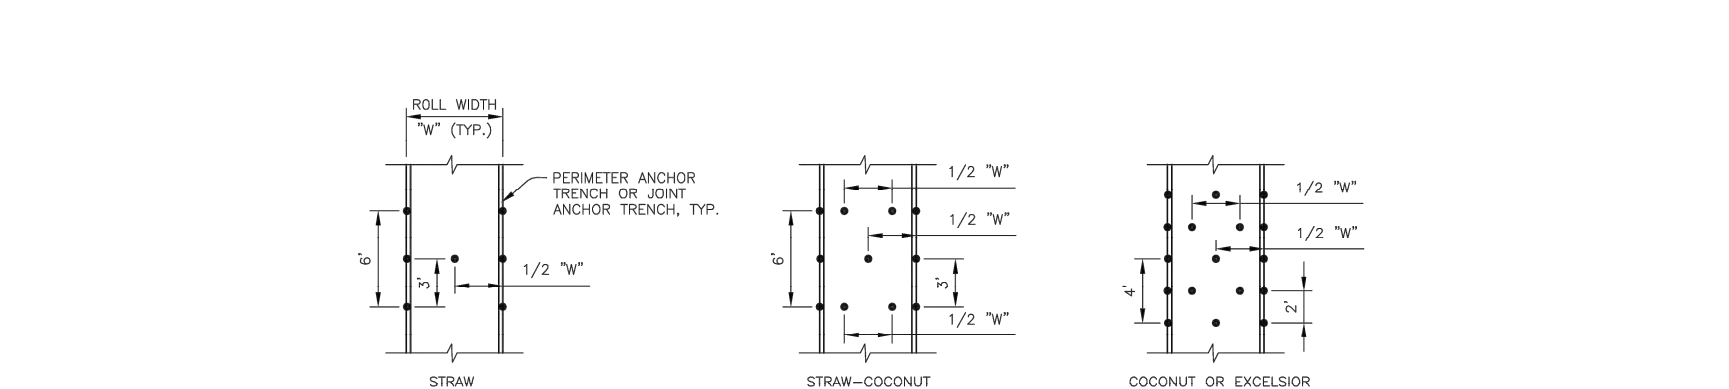 ROLL WIDTH
"W" (TYP.)
PERIMETER ANCHOR
TRENCH OR JOINT
ANCHOR TRENCH, TYP.
6'
3'
1/2 "W"
STRAW
1/2 "W"
1/2 "W"
6'
3'
1/2 "W"
STRAW-COCONUT
1/2 "W"
1/2 "W"
4'
2'
COCONUT OR EXCELSIOR